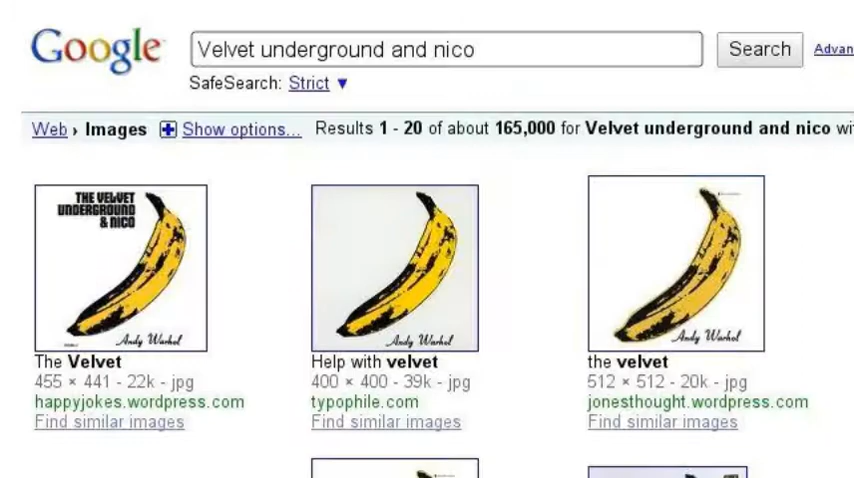 Google
Velvet underground and nico
Search
Advan
SafeSearch: Strict ▼
Web › Images
Show options...
Results 1 - 20 of about 165,000 for Velvet underground and nico wi
THE VELVET
UNDERGROUND
& NICO
Andy Warhol
Andy Warhol
Andy Warhol
The Velvet
455 × 441 - 22k - jpg
happyjokes.wordpress.com
Find similar images
Help with velvet
400 × 400 - 39k - jpg
typophile.com
Find similar images
the velvet
512 × 512 - 20k - jpg
jonesthought.wordpress.com
Find similar images